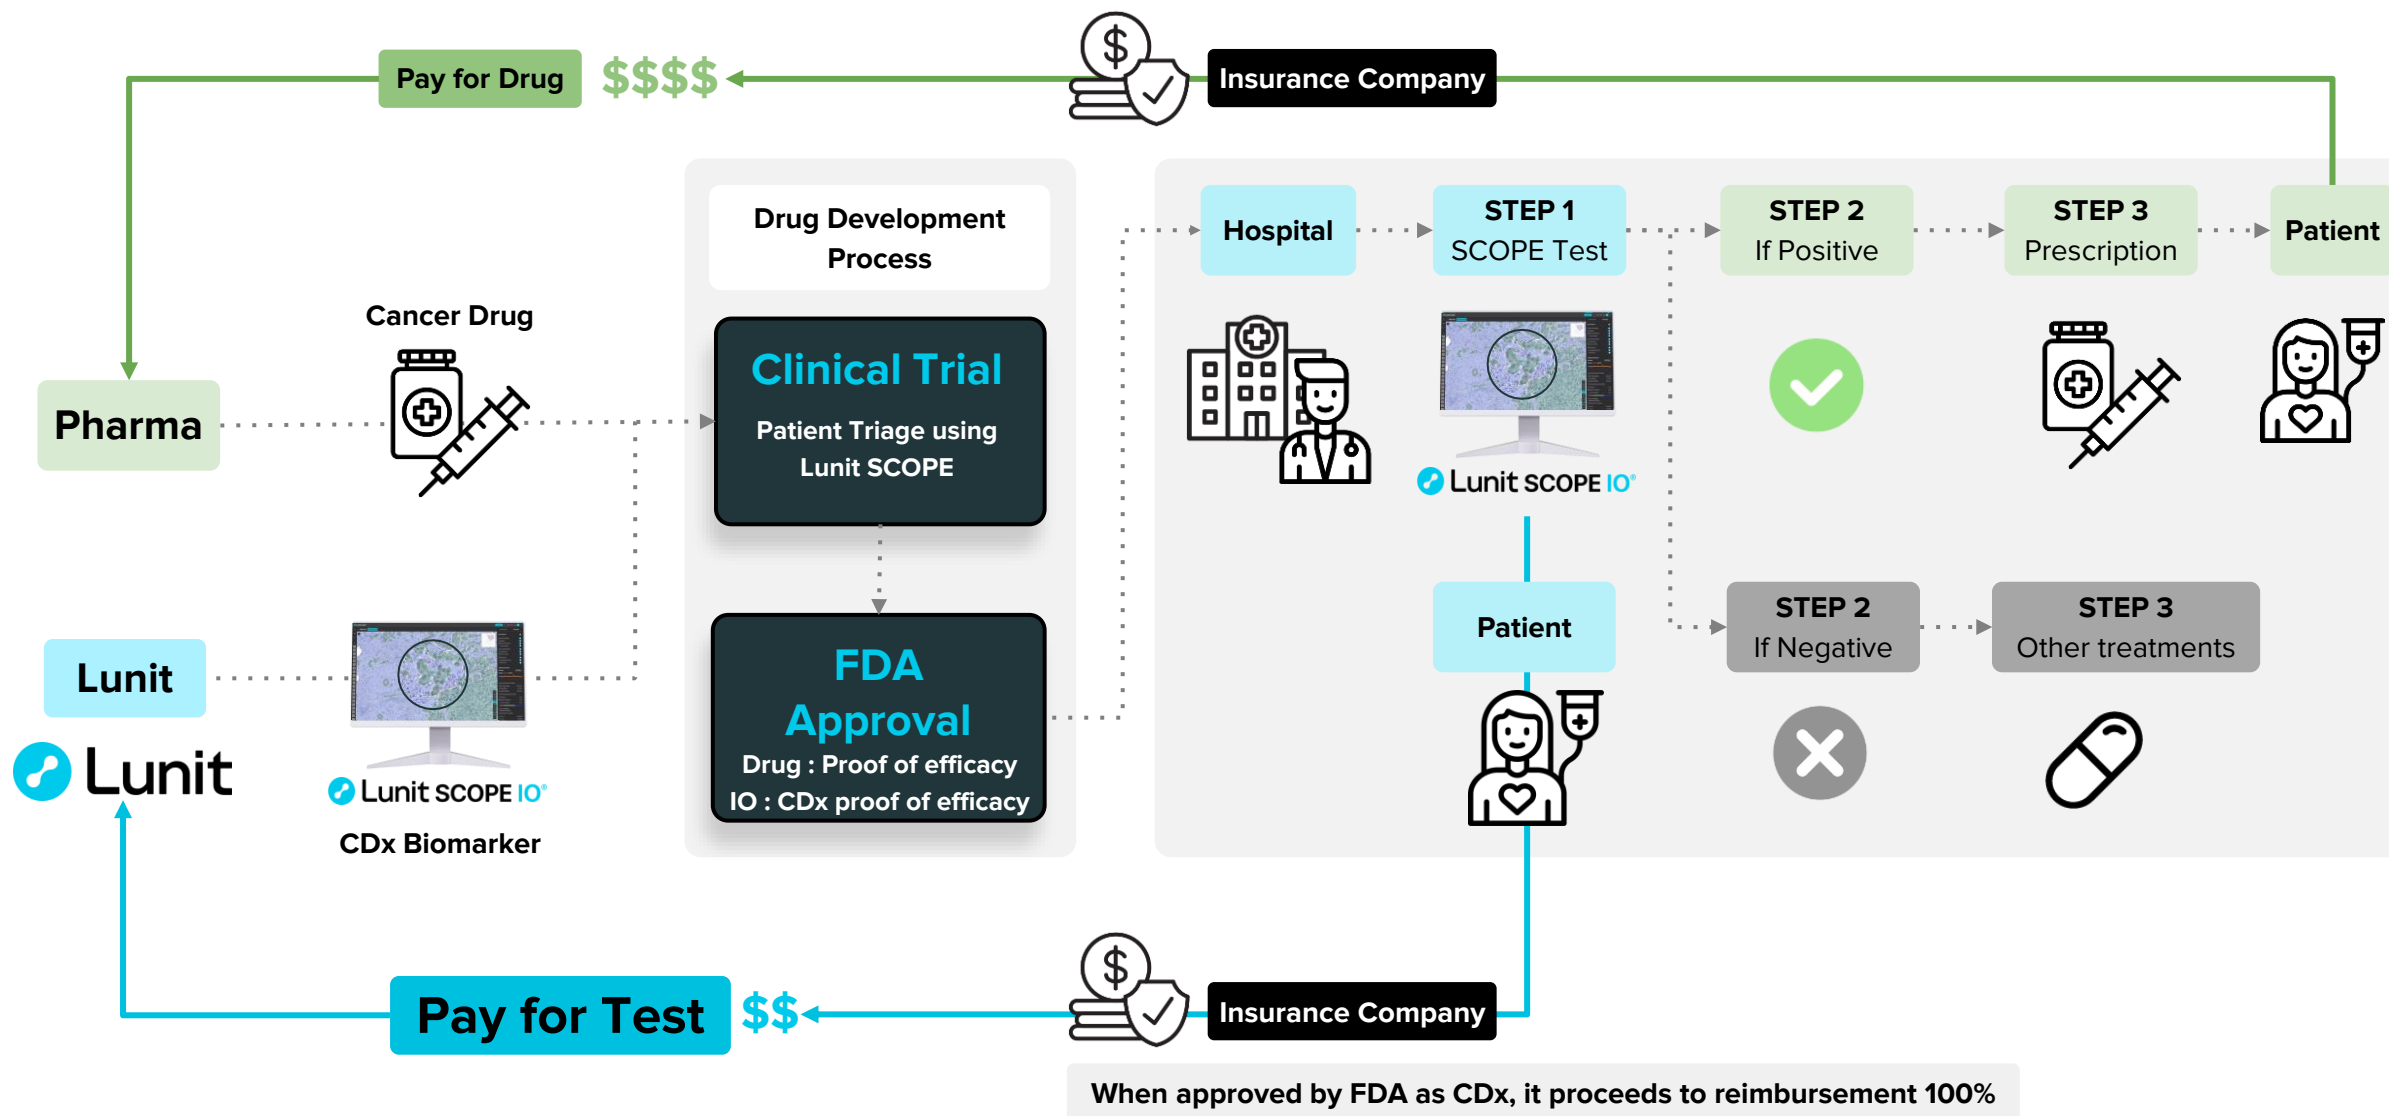 Pay for Drug
$$$$
$
Insurance Company
Drug Development
Process
Hospital
STEP 1
SCOPE Test
STEP 2
If Positive
STEP 3
Prescription
Patient
Cancer Drug
Clinical Trial
Patient Triage using
Lunit SCOPE
Pharma
Lunit SCOPE IO®
Lunit
Lunit
Lunit SCOPE IO®
CDx Biomarker
FDA
Approval
Drug : Proof of efficacy
IO : CDx proof of efficacy
Patient
STEP 2
If Negative
STEP 3
Other treatments
Pay for Test
$$
$
Insurance Company
When approved by FDA as CDx, it proceeds to reimbursement 100%